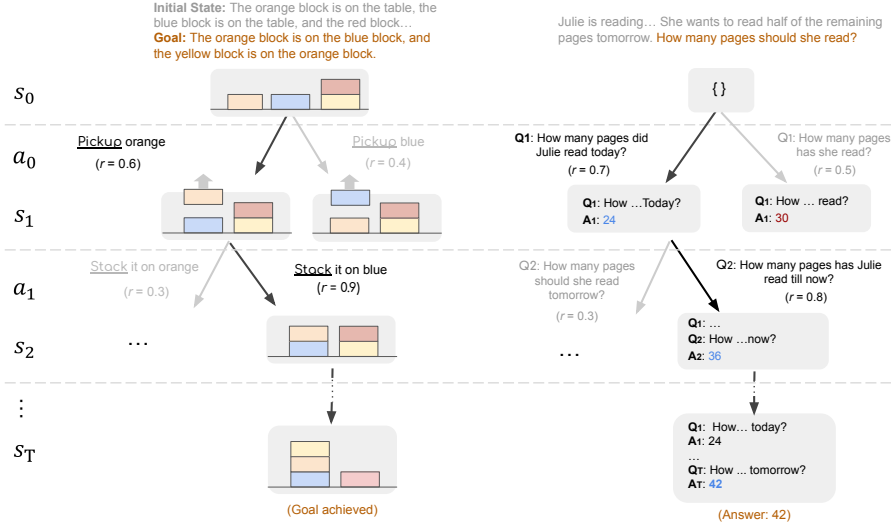 Initial State: The orange block is on the table, the
blue block is on the table, and the red block…
Goal: The orange block is on the blue block, and
the yellow block is on the orange block.
Julie is reading… She wants to read half of the remaining
pages tomorrow. How many pages should she read?
s0
{ }
a0
Pickup orange
(r = 0.6)
Pickup blue
(r = 0.4)
Q1: How many pages did
Julie read today?
(r = 0.7)
Q1: How many pages
has she read?
(r = 0.5)
s1
Q1: How …Today?
A1: 24
Q1: How … read?
A1: 30
a1
Stack it on orange
(r = 0.3)
Stack it on blue
(r = 0.9)
Q2: How many pages
should she read
tomorrow?
(r = 0.3)
Q2: How many pages has Julie
read till now?
(r = 0.8)
s2
…
…
Q1: …
Q2: How …now?
A2: 36
⋮
sT
Q1: How… today?
A1: 24
...
QT: How ... tomorrow?
AT: 42
(Goal achieved)
(Answer: 42)